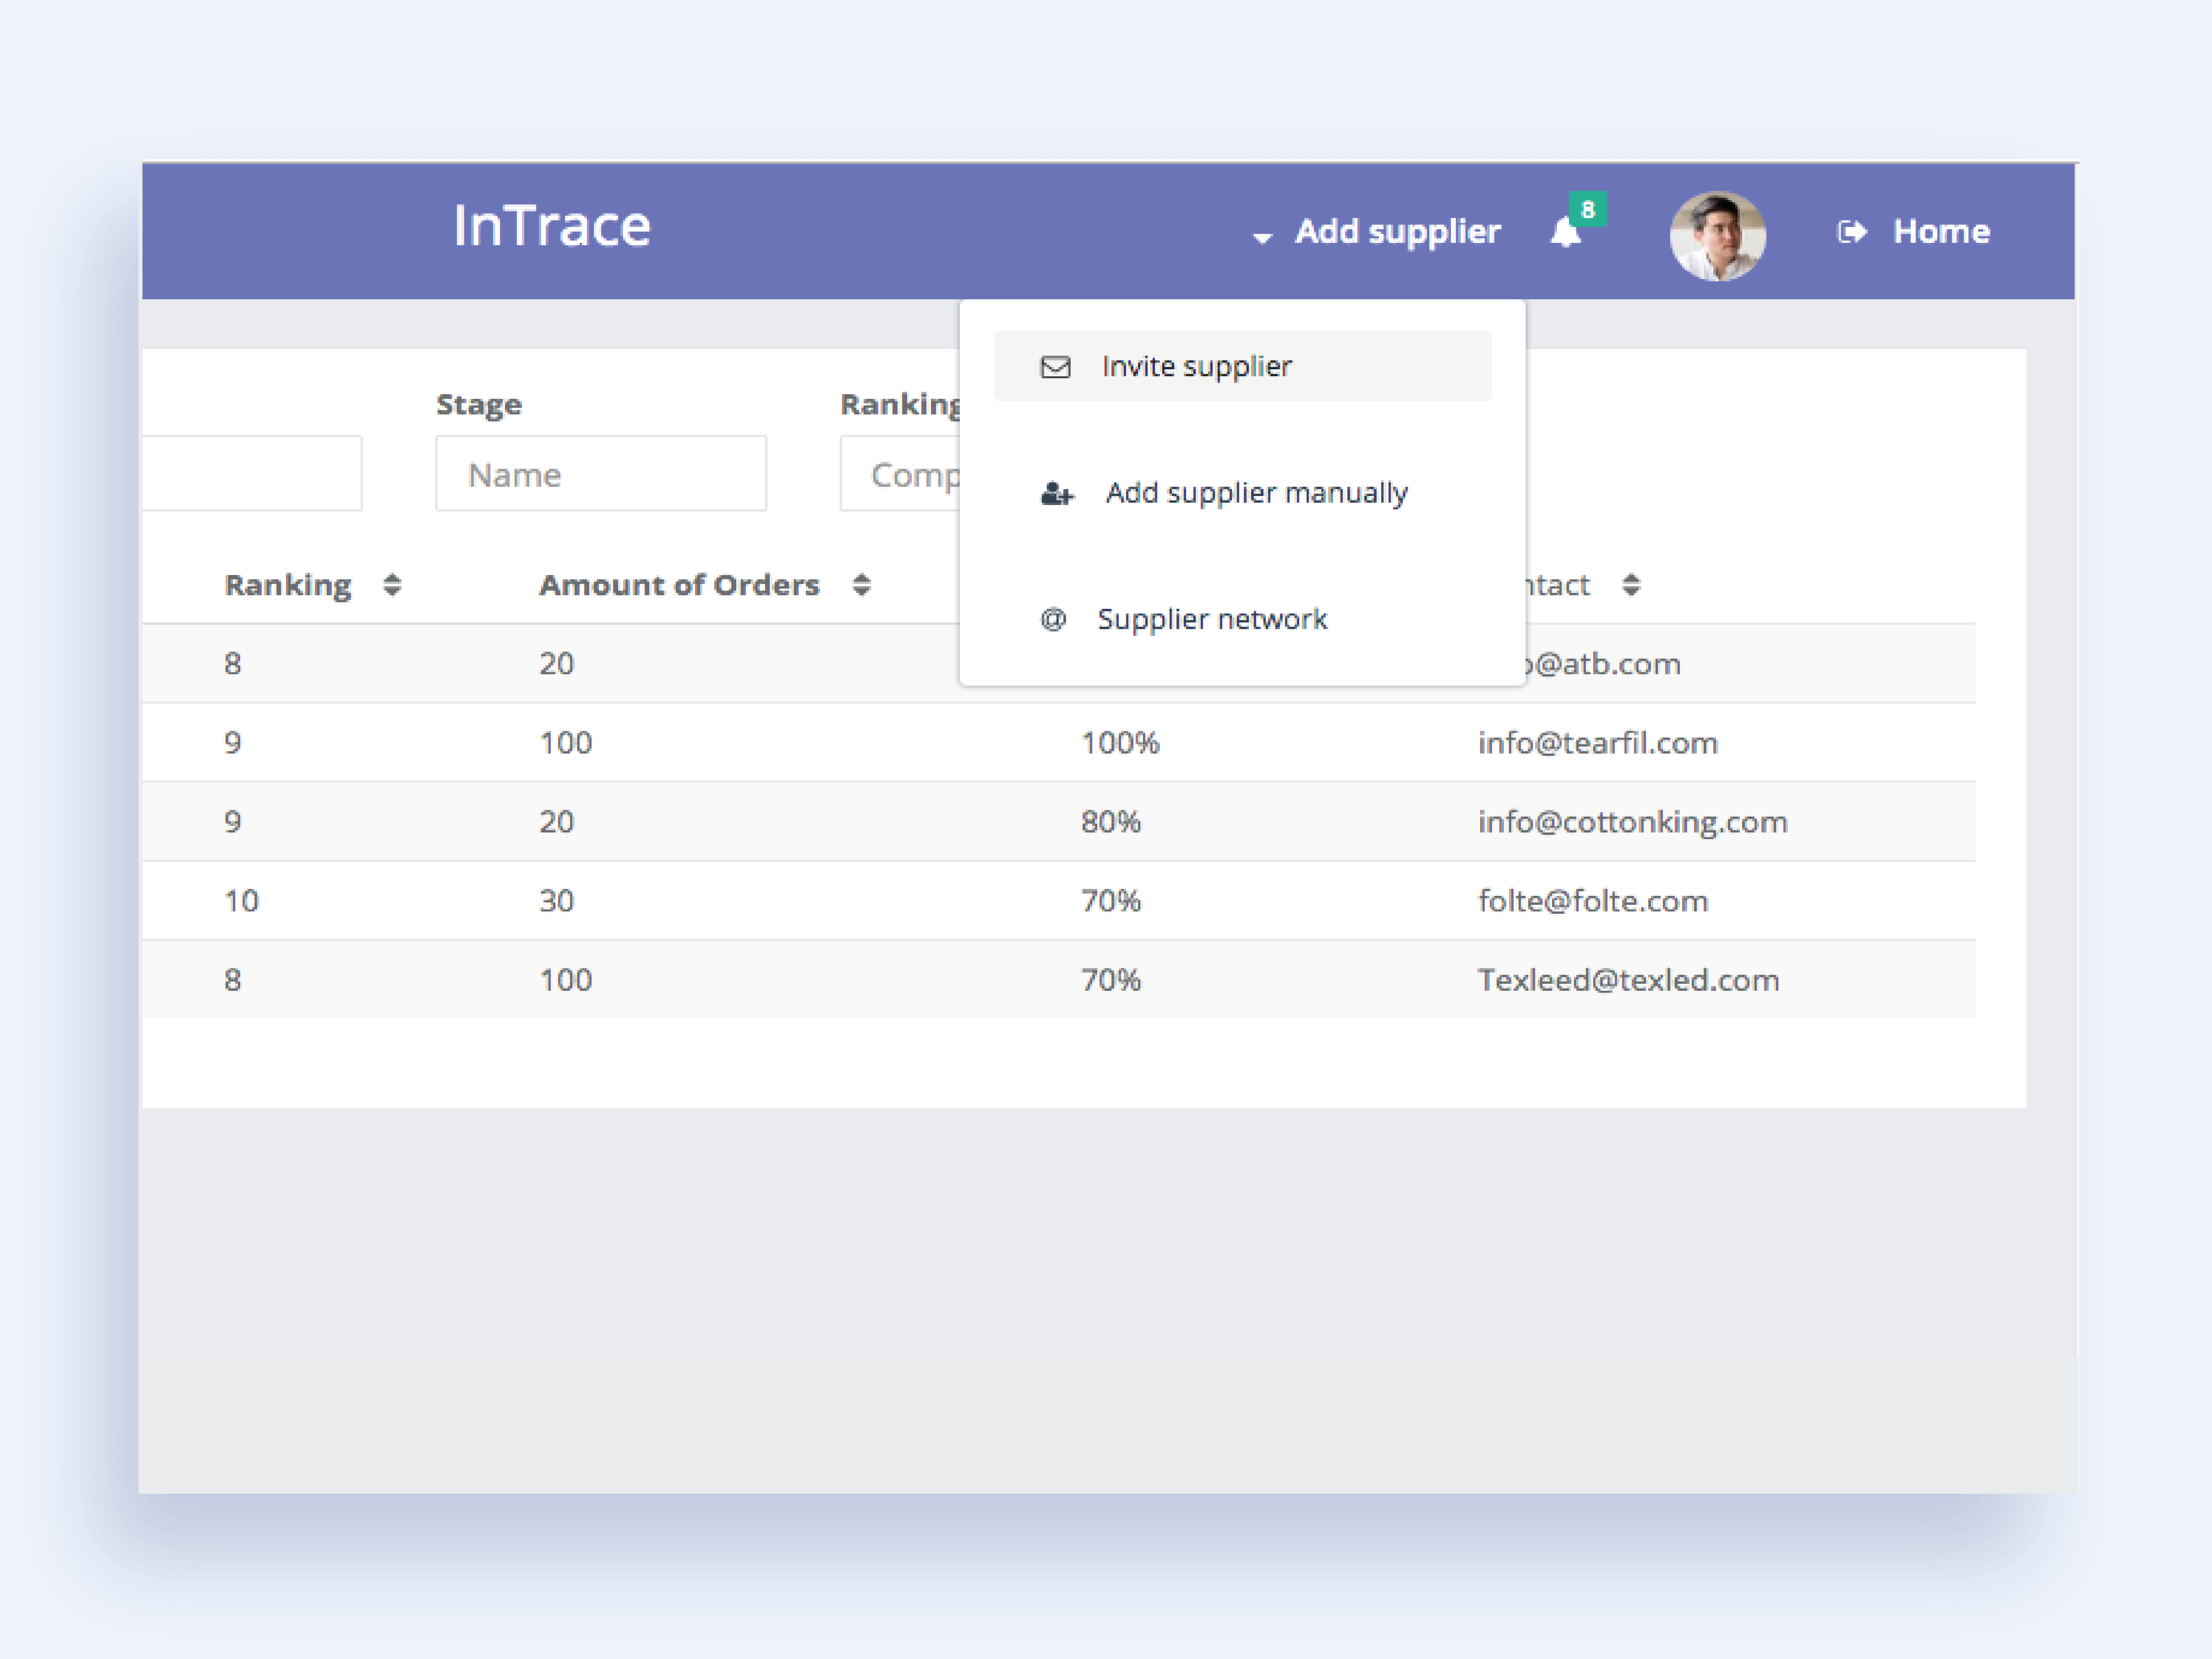 InTrace
Add supplier
8
Home
Invite supplier
Add supplier manually
@ Supplier network
Stage
Ranking
Name
Comp
Ranking
Amount of Orders
ntact
8 20 o@atb.com
9 100 100% info@tearfil.com
9 20 80% info@cottonking.com
10 30 70% folte@folte.com
8 100 70% Texleed@texled.com